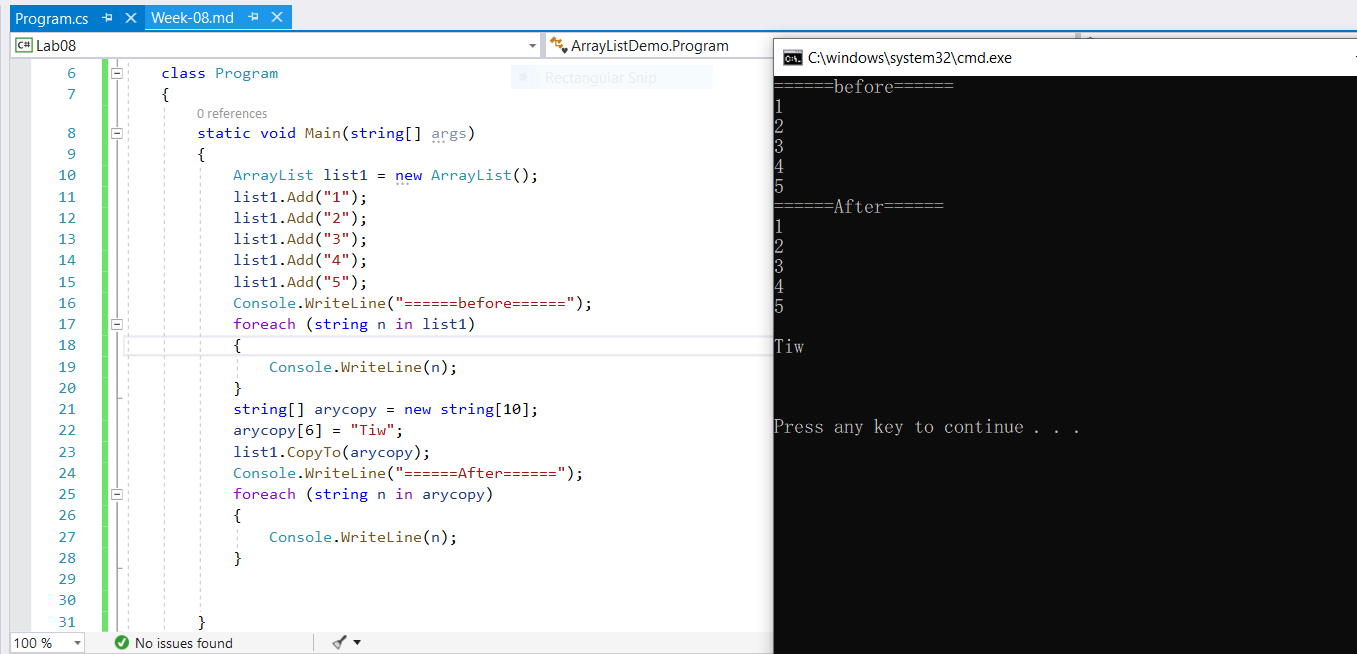 Program.cs
Week-08.md
C# Lab08
ArrayListDemo.Program
Rectangular Snip
6 class Program
7 {
0 references
8 static void Main(string[] args)
9 {
10 ArrayList list1 = new ArrayList();
11 list1.Add("1");
12 list1.Add("2");
13 list1.Add("3");
14 list1.Add("4");
15 list1.Add("5");
16 Console.WriteLine("======before======");
17 foreach (string n in list1)
18 {
19 Console.WriteLine(n);
20 }
21 string[] arycopy = new string[10];
22 arycopy[6] = "Tiw";
23 list1.CopyTo(arycopy);
24 Console.WriteLine("======After======");
25 foreach (string n in arycopy)
26 {
27 Console.WriteLine(n);
28 }
29
30
31 }
100 %
No issues found
C:\windows\system32\cmd.exe
======before======
1
2
3
4
5
======After======
1
2
3
4
5
Tiw
Press any key to continue . . .